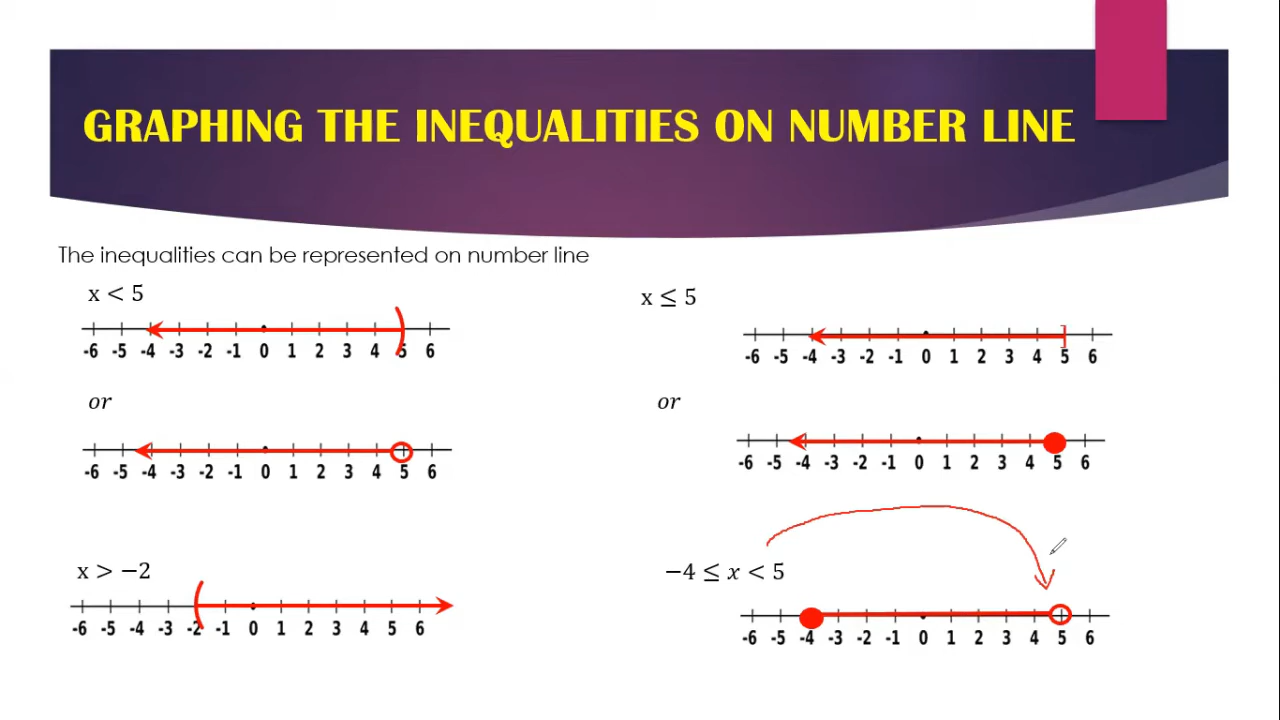 GRAPHING THE INEQUALITIES ON NUMBER LINE
The inequalities can be represented on number line
x < 5
-6 -5 -4 -3 -2 -1 0 1 2 3 4 5 6
or
-6 -5 -4 -3 -2 -1 0 1 2 3 4 5 6
x > −2
-6 -5 -4 -3 -2 -1 0 1 2 3 4 5 6
x ≤ 5
-6 -5 -4 -3 -2 -1 0 1 2 3 4 5 6
or
-6 -5 -4 -3 -2 -1 0 1 2 3 4 5 6
−4 ≤ x < 5
-6 -5 -4 -3 -2 -1 0 1 2 3 4 5 6